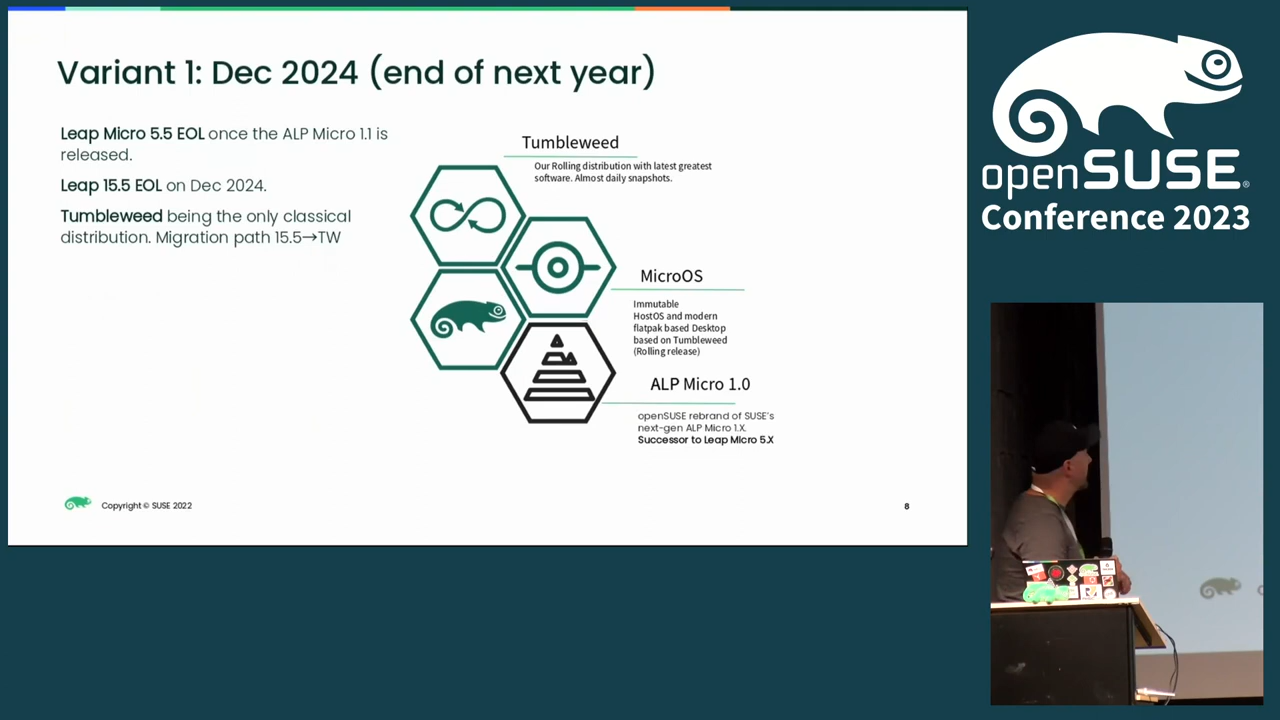 Variant 1: Dec 2024 (end of next year)
Leap Micro 5.5 EOL once the ALP Micro 1.1 is
released.
Leap 15.5 EOL on Dec 2024.
Tumbleweed being the only classical
distribution. Migration path 15.5→TW
Tumbleweed
Our Rolling distribution with latest greatest
software. Almost daily snapshots.
MicroOS
Immutable
HostOS and modern
flatpak based Desktop
based on Tumbleweed
(Rolling release)
ALP Micro 1.0
openSUSE rebrand of SUSE's
next-gen ALP Micro 1.X.
Successor to Leap Micro 5.X
Copyright © SUSE 2022
8
openSUSE®
Conference 2023